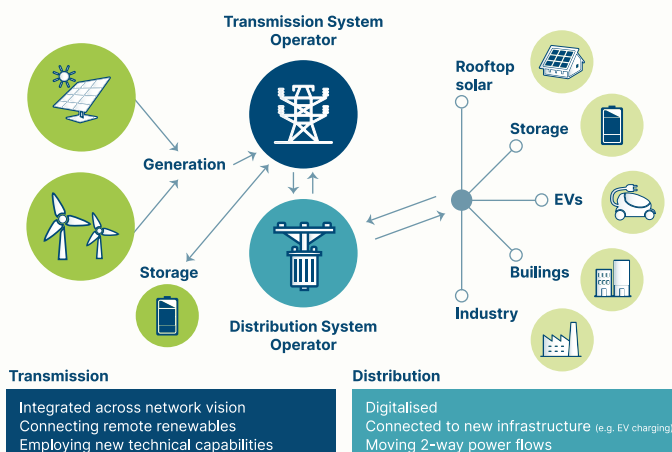 Transmission System
Operator
Rooftop
solar
Storage
Generation
EVs
Storage
Builings
Industry
Distribution System
Operator
Transmission
Integrated across network vision
Connecting remote renewables
Employing new technical capabilities
Distribution
Digitalised
Connected to new infrastructure (e.g. EV charging)
Moving 2-way power flows